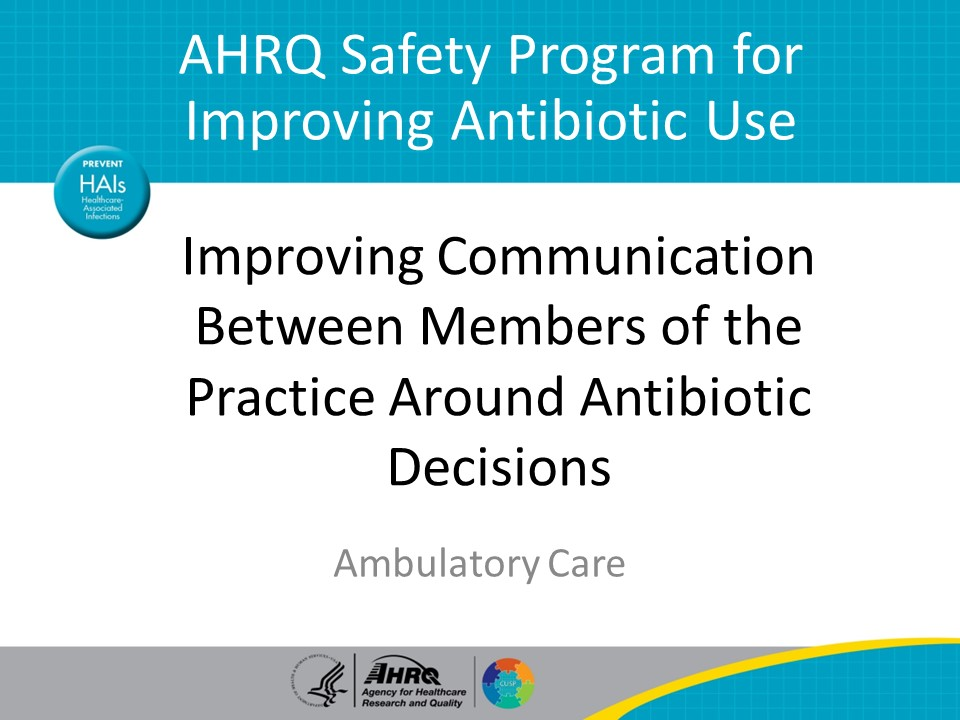 AHRQ Safety Program for
Improving Antibiotic Use
PREVENT
HAIs
Healthcare-
Associated
Infections
Improving Communication
Between Members of the
Practice Around Antibiotic
Decisions
Ambulatory Care
AHRQ
Agency for Healthcare
Research and Quality
CUSP